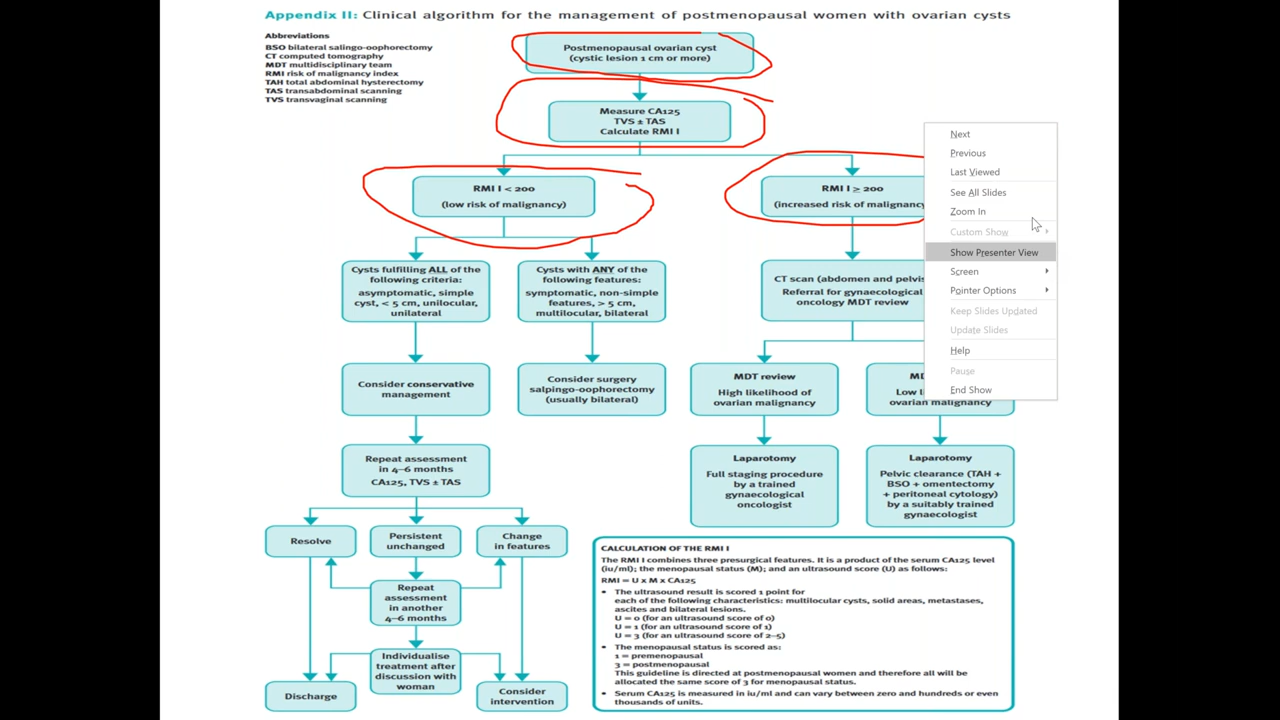 Appendix II: Clinical algorithm for the management of postmenopausal women with ovarian cysts
Abbreviations
BSO bilateral salingo-oophorectomy
CT computed tomography
MDT multidisciplinary team
RMI risk of malignancy index
TAH total abdominal hysterectomy
TAS transabdominal scanning
TVS transvaginal scanning
Postmenopausal ovarian cyst
(cystic lesion 1 cm or more)
Measure CA125
TVS ± TAS
Calculate RMI I
RMI I < 200
(low risk of malignancy)
RMI I ≥ 200
(increased risk of malignancy
Cysts fulfilling ALL of the
following criteria:
asymptomatic, simple
cyst, < 5 cm, unilocular,
unilateral
Cysts with ANY of the
following features:
symptomatic, non-simple
features, > 5 cm,
multilocular, bilateral
CT scan (abdomen and pelvis
Referral for gynaecological
oncology MDT review
Consider conservative
management
Consider surgery
salpingo-oophorectomy
(usually bilateral)
MDT review
High likelihood of
ovarian malignancy
ovarian malignancy
Repeat assessment
in 4–6 months
CA125, TVS ± TAS
Laparotomy
Full staging procedure
by a trained
gynaecological
oncologist
Laparotomy
Pelvic clearance (TAH +
BSO + omentectomy
+ peritoneal cytology)
by a suitably trained
gynaecologist
Resolve
Persistent
unchanged
Change
in features
Repeat
assessment
in another
4–6 months
Individualise
treatment after
discussion with
woman
Discharge
Consider
intervention
CALCULATION OF THE RMI I
The RMI I combines three presurgical features. It is a product of the serum CA125 level
(iu/ml); the menopausal status (M); and an ultrasound score (U) as follows:
RMI = U x M x CA125
• The ultrasound result is scored 1 point for
each of the following characteristics: multilocular cysts, solid areas, metastases,
ascites and bilateral lesions.
U = 0 (for an ultrasound score of 0)
U = 1 (for an ultrasound score of 1)
U = 3 (for an ultrasound score of 2–5)
• The menopausal status is scored as:
1 = premenopausal
3 = postmenopausal
This guideline is directed at postmenopausal women and therefore all will be
allocated the same score of 3 for menopausal status.
• Serum CA125 is measured in iu/ml and can vary between zero and hundreds or even
thousands of units.
Next
Previous
Last Viewed
See All Slides
Zoom In
Custom Show
Show Presenter View
Screen
Pointer Options
Keep Slides Updated
Update Slides
Help
Pause
End Show